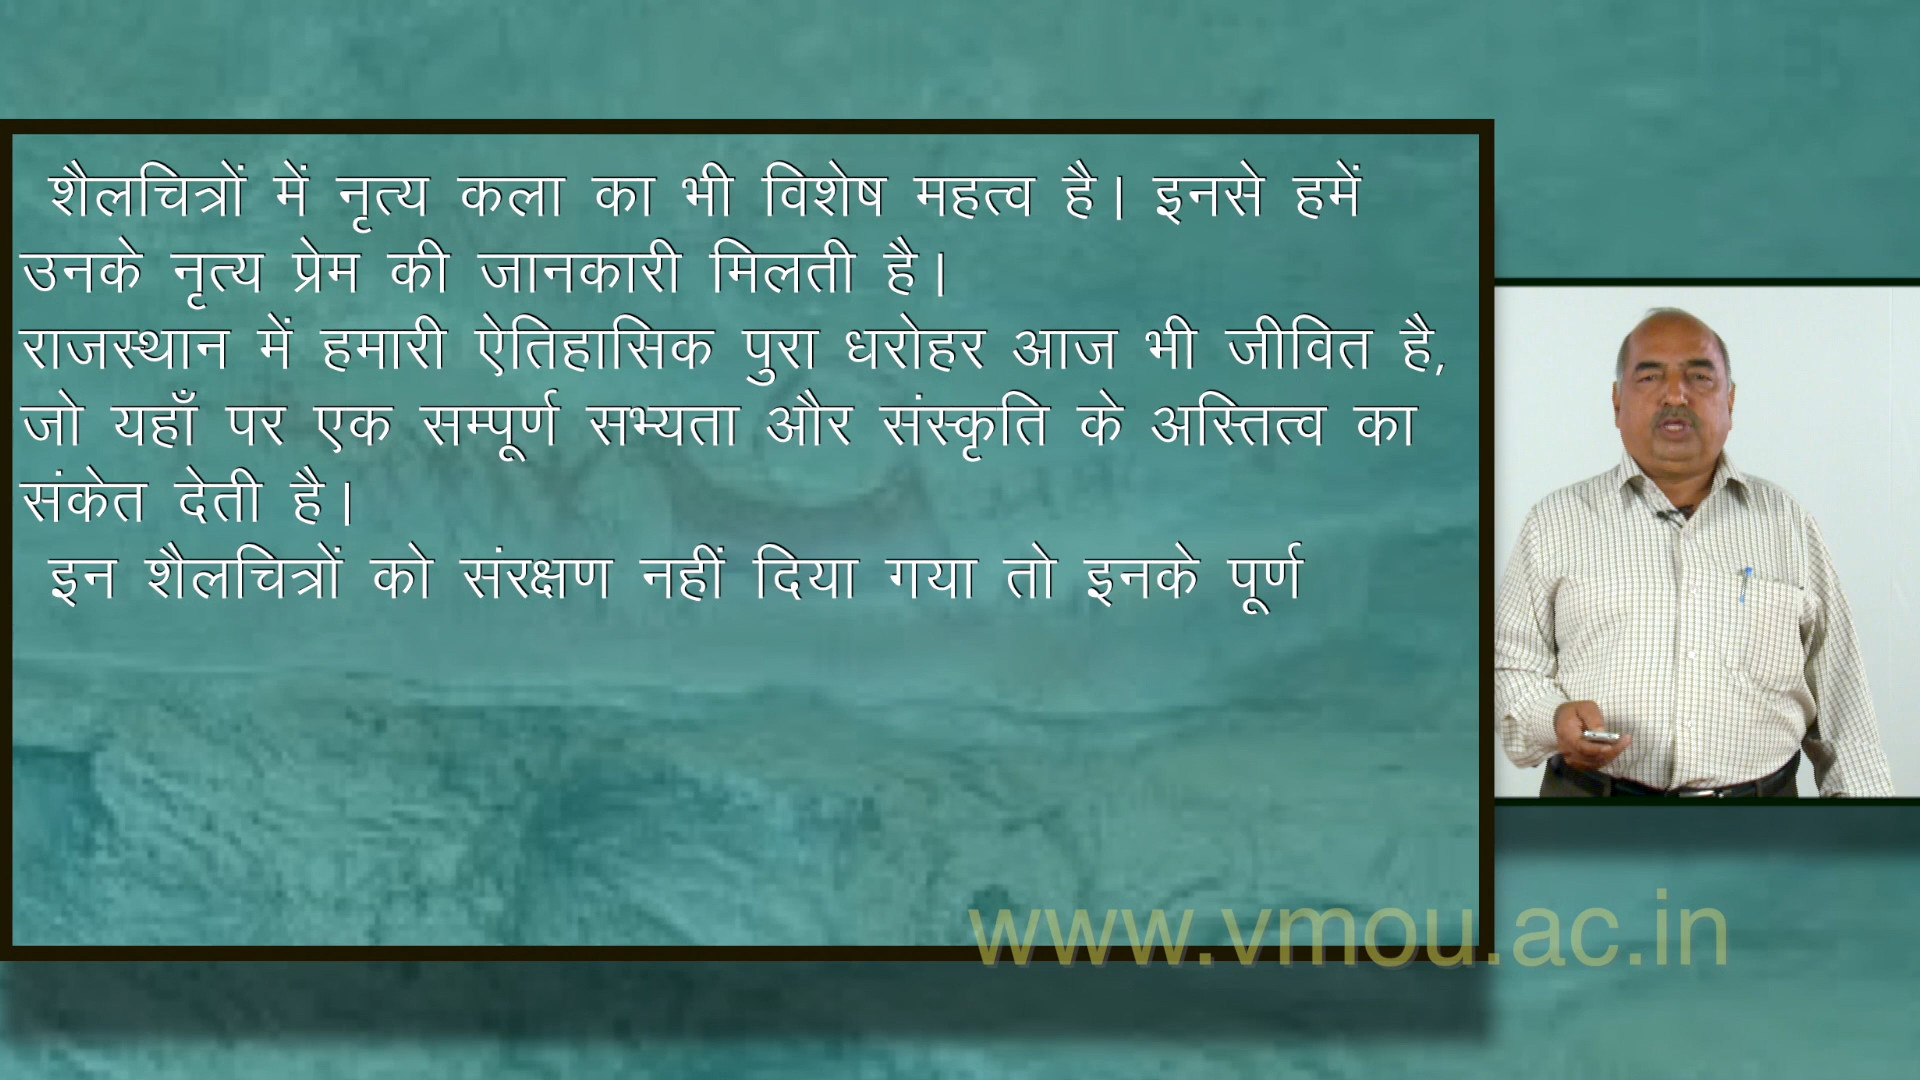 शैलचित्रों में नृत्य कला का भी विशेष महत्व है। इनसे हमें
उनके नृत्य प्रेम की जानकारी मिलती है।
राजस्थान में हमारी ऐतिहासिक पुरा धरोहर आज भी जीवित है,
जो यहाँ पर एक सम्पूर्ण सभ्यता और संस्कृति के अस्तित्व का
संकेत देती है।
इन शैलचित्रों को संरक्षण नहीं दिया गया तो इनके पूर्ण
www.vmou.ac.in